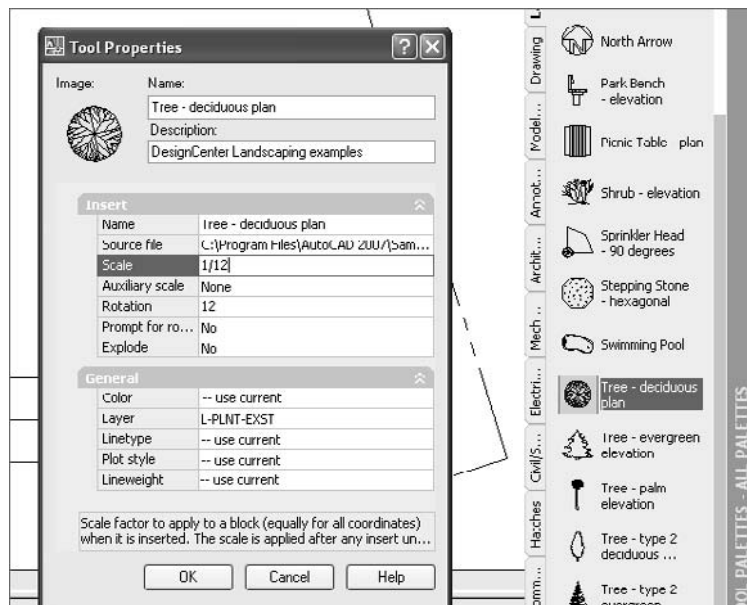 Tool Properties
Image:
Name:
Tree - deciduous plan
Description:
DesignCenter Landscaping examples
Insert
Name Tree - deciduous plan
Source file C:\Program Files\AutoCAD 2007\Sam...
Scale 1/12
Auxiliary scale None
Rotation 12
Prompt for ro... No
Explode No
General
Color -- use current
Layer L-PLNT-EXST
Linetype -- use current
Plot style -- use current
Lineweight -- use current
Scale factor to apply to a block (equally for all coordinates)
when it is inserted. The scale is applied after any insert un...
OK Cancel Help
Drawing
Model...
Annot...
Archit...
Mech ..
Electri...
Civil/S...
Hatches
North Arrow
Park Bench
- elevation
Picnic Table plan
Shrub - elevation
Sprinkler Head
- 90 degrees
Stepping Stone
- hexagonal
Swimming Pool
Tree - deciduous
plan
Tree - evergreen
elevation
Tree - palm
elevation
Tree - type 2
deciduous ...
Tree - type 2
evergreen
PALETTES - ALL PALETTES